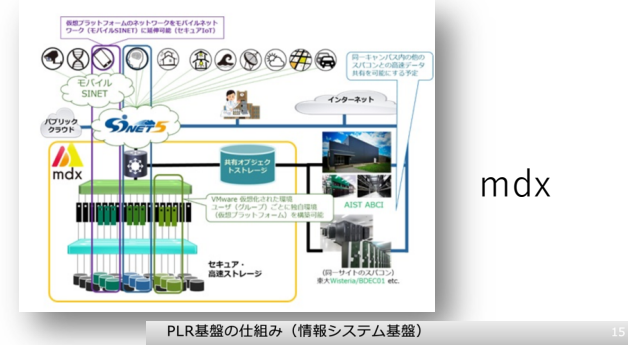 仮想プラットフォームのネットワークをモバイルネット
ワーク（モバイルSINET）に延伸可能（セキュアIoT）
同一キャンパス内の他の
スパコンとの高速データ
共有を可能にする予定
モバイル
SINET
インターネット
パブリック
クラウド
SINET5
mdx
共有オブジェク
トストレージ
VMware 仮想化された環境
ユーザ（グループ）ごとに独自環境
（仮想プラットフォーム）を構築可能
AIST ABCI
セキュア・
高速ストレージ
(同一サイトのスパコン)
東大Wisteria/BDEC01 etc.
mdx
PLR基盤の仕組み（情報システム基盤）
15